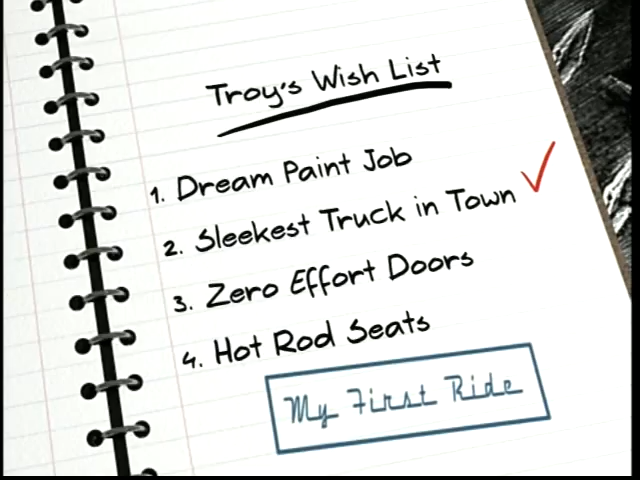 Troy's Wish List
1. Dream Paint Job
2. Sleekest Truck in Town
3. Zero Effort Doors
4. Hot Rod Seats
My First Ride